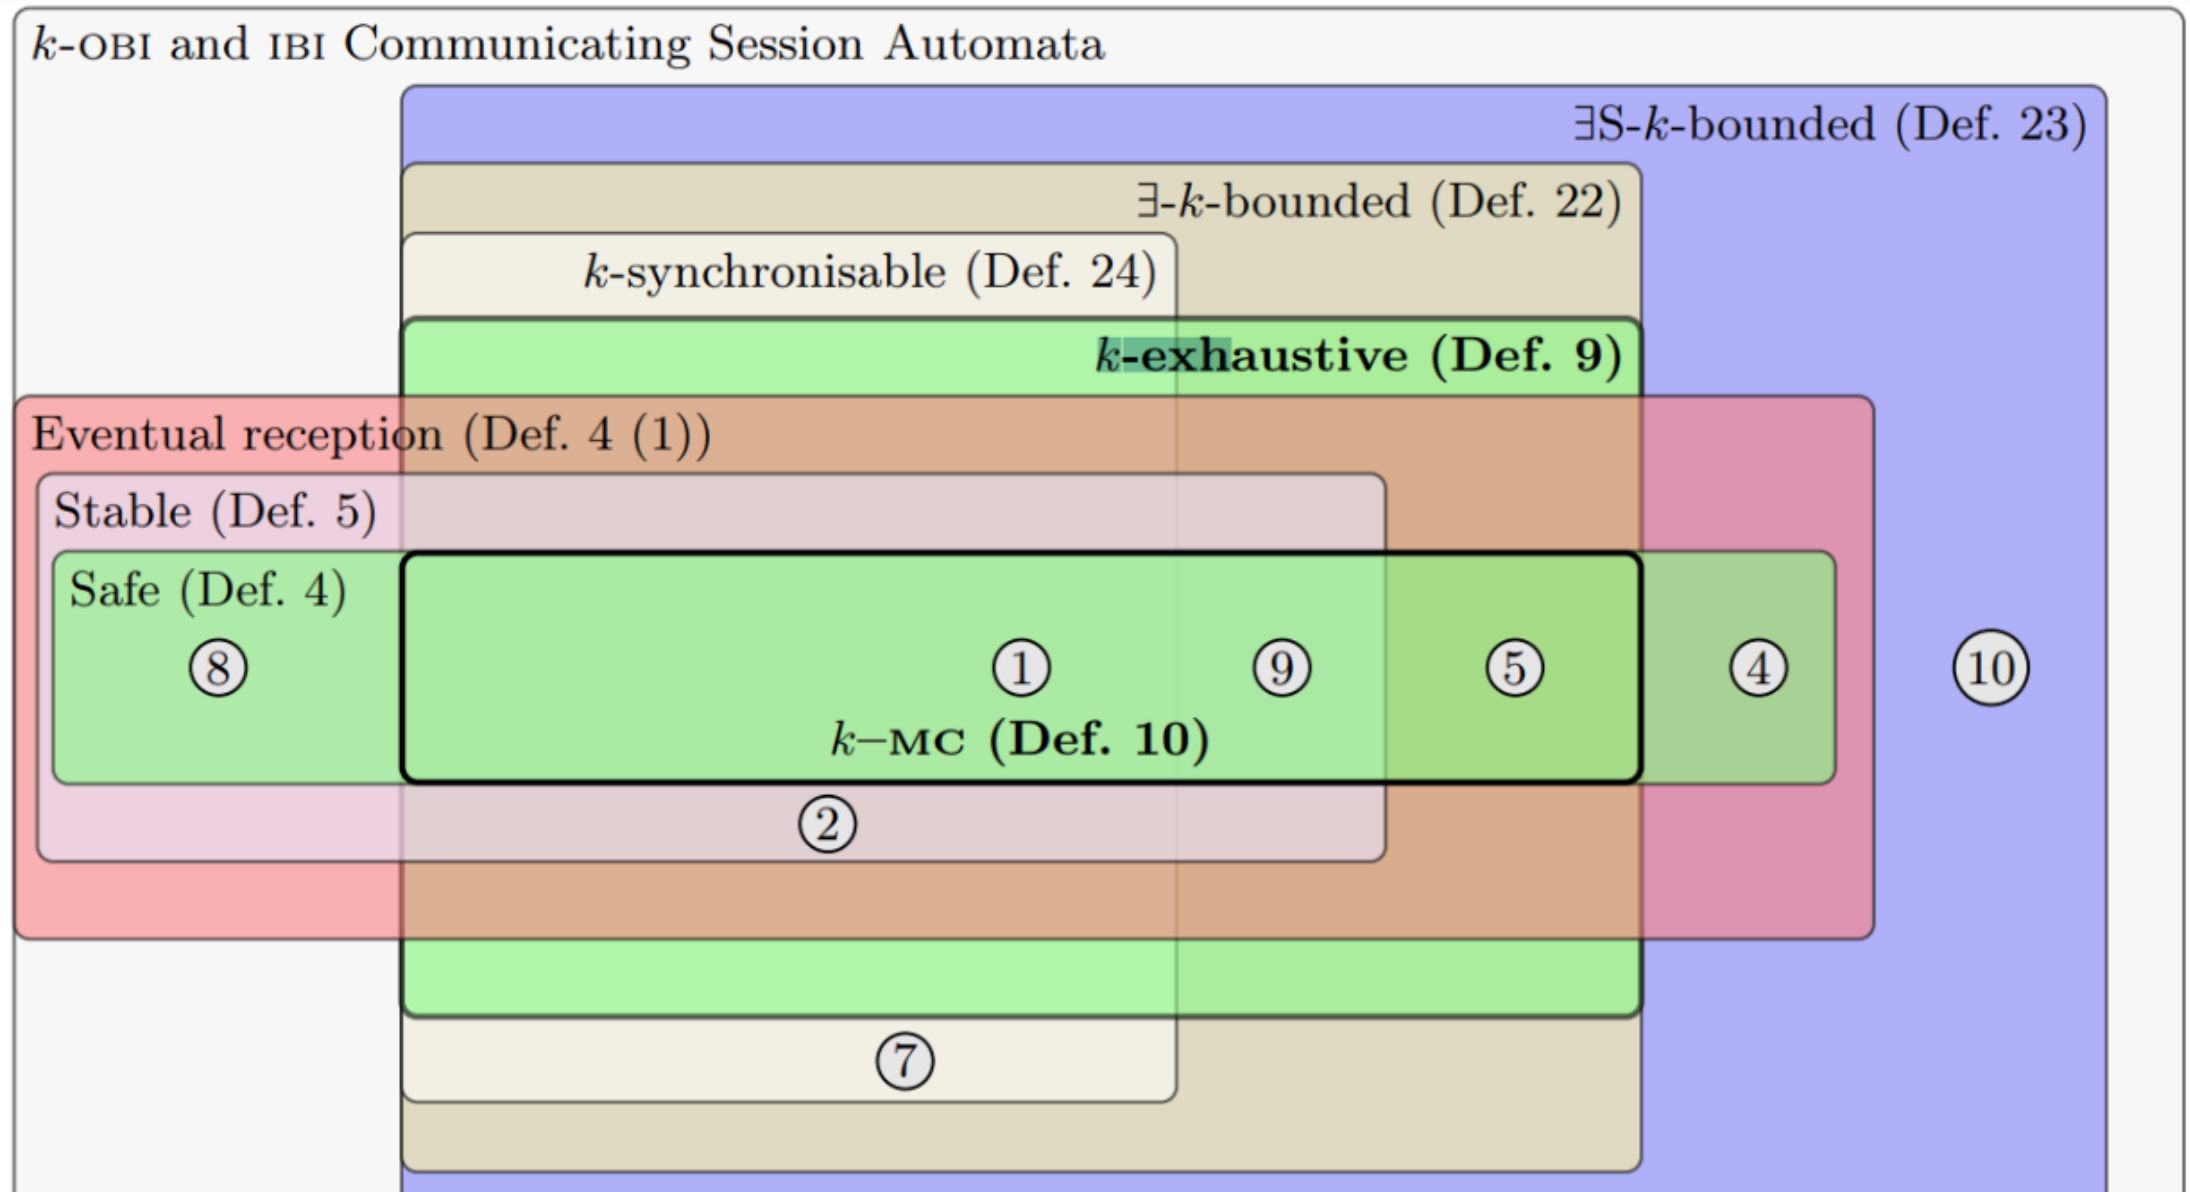 k-OBI and IBI Communicating Session Automata
∃S-k-bounded (Def. 23)
∃-k-bounded (Def. 22)
k-synchronisable (Def. 24)
k-exhaustive (Def. 9)
Eventual reception (Def. 4 (1))
Stable (Def. 5)
Safe (Def. 4)
8 1 9 5 4 10
k–MC (Def. 10)
2
7